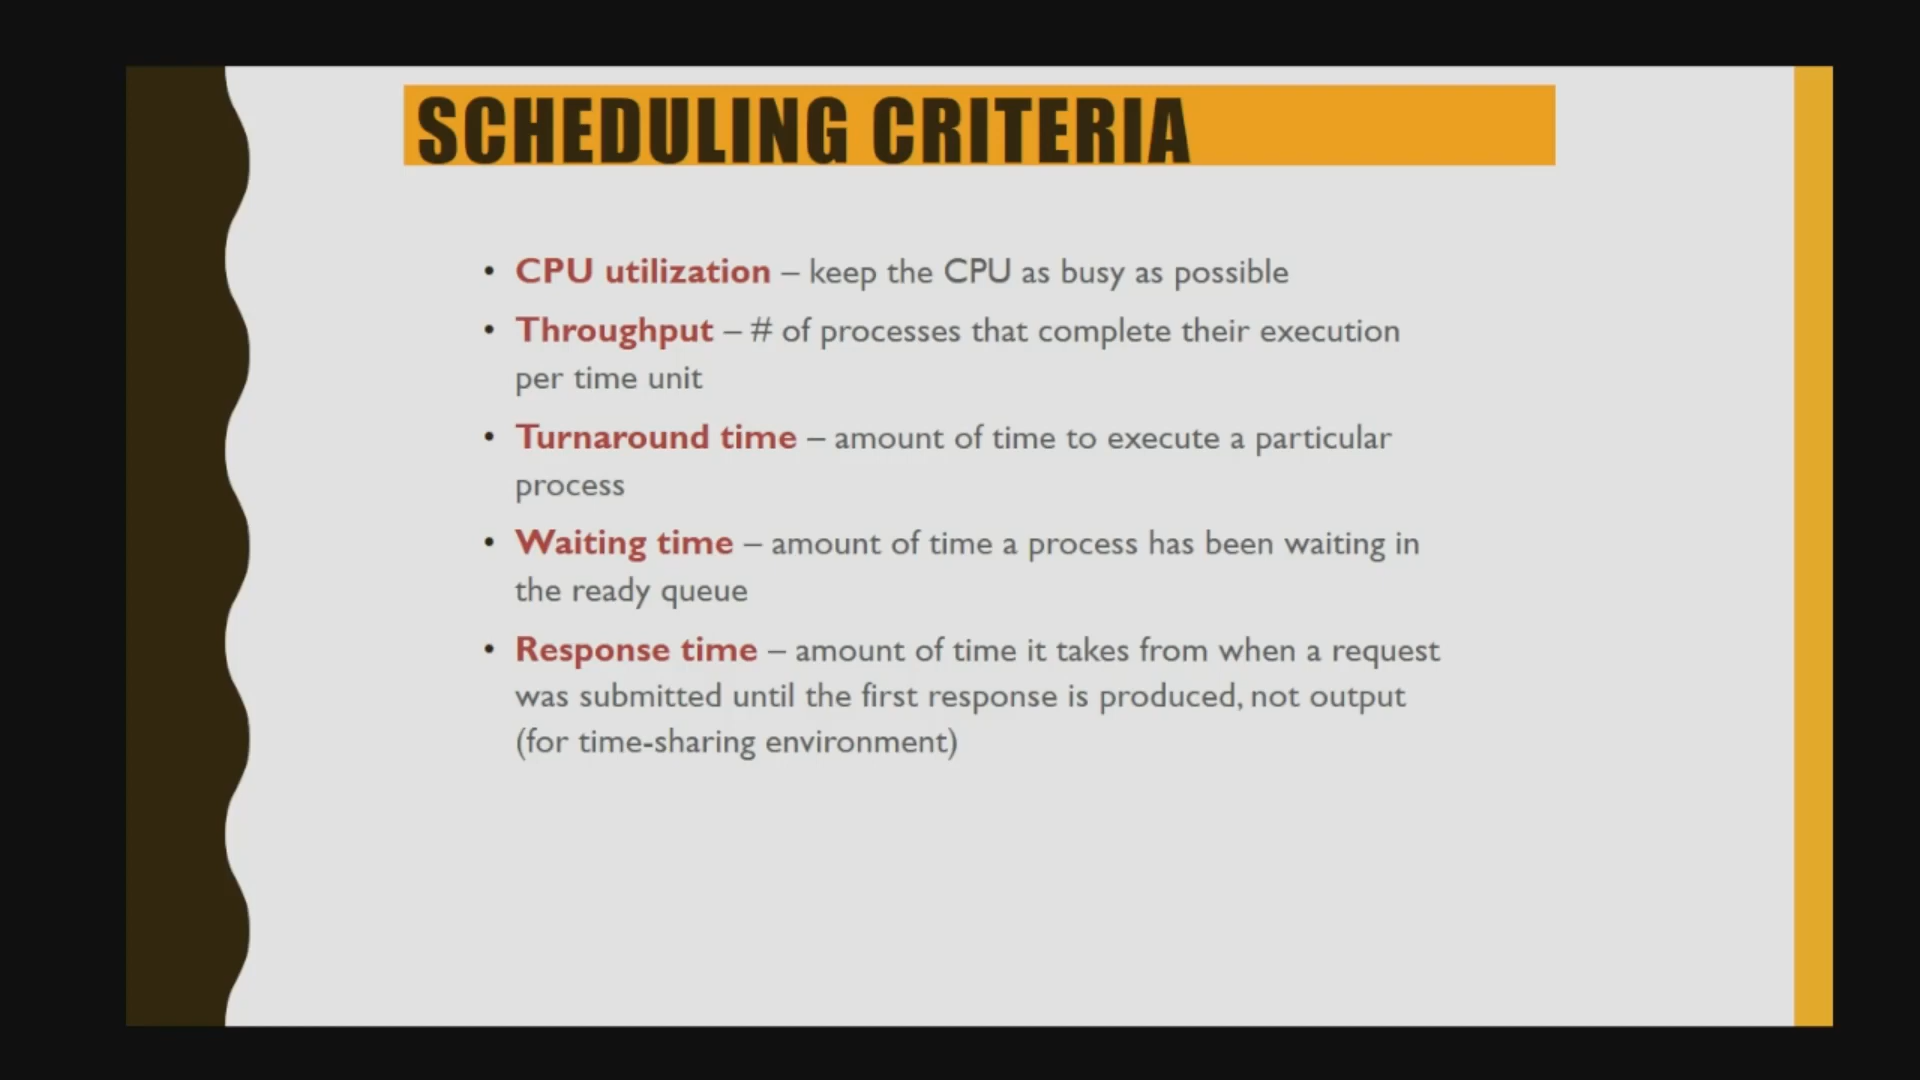 SCHEDULING CRITERIA
• CPU utilization – keep the CPU as busy as possible
• Throughput – # of processes that complete their execution
per time unit
• Turnaround time – amount of time to execute a particular
process
• Waiting time – amount of time a process has been waiting in
the ready queue
• Response time – amount of time it takes from when a request
was submitted until the first response is produced, not output
(for time-sharing environment)